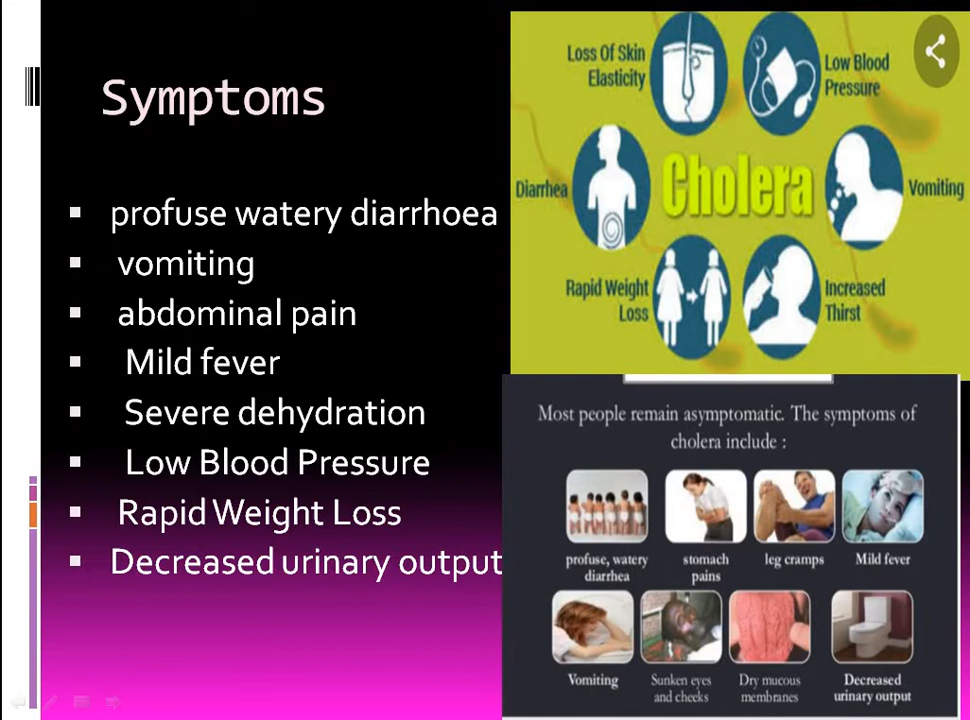 Symptoms
profuse watery diarrhoea
vomiting
abdominal pain
Mild fever
Severe dehydration
Low Blood Pressure
Rapid Weight Loss
Decreased urinary output
Loss Of Skin
Elasticity
Low Blood
Pressure
Diarrhea
Cholera
Vomiting
Rapid Weight
Loss
Increased
Thirst
Most people remain asymptomatic. The symptoms of
cholera include :
profuse, watery
diarrhea
stomach
pains
leg cramps
Mild fever
Vomiting
Sunken eyes
and cheeks
Dry mucous
membranes
Decreased
urinary output